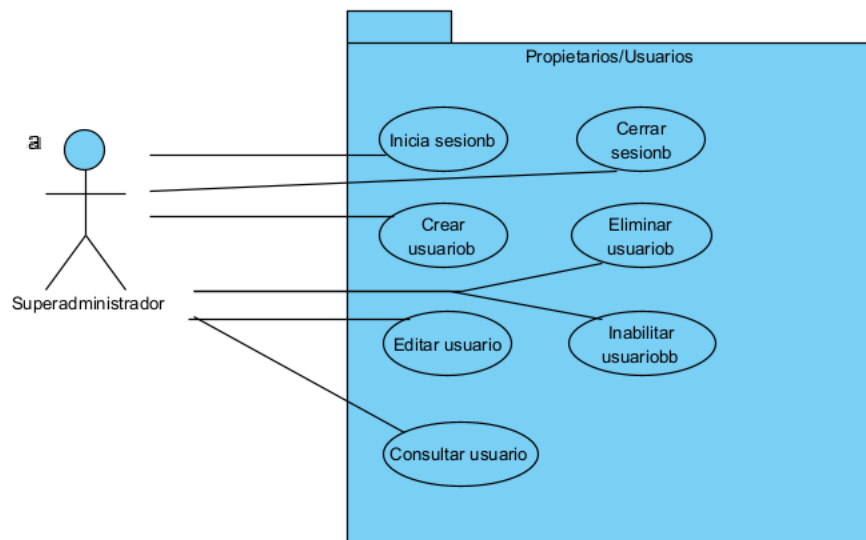 Propietarios/Usuarios
a
Inicia sesionb
Cerrar
sesionb
Crear
usuariob
Eliminar
usuariob
Superadministrador
Editar usuario
Inabilitar
usuariobb
Consultar usuario